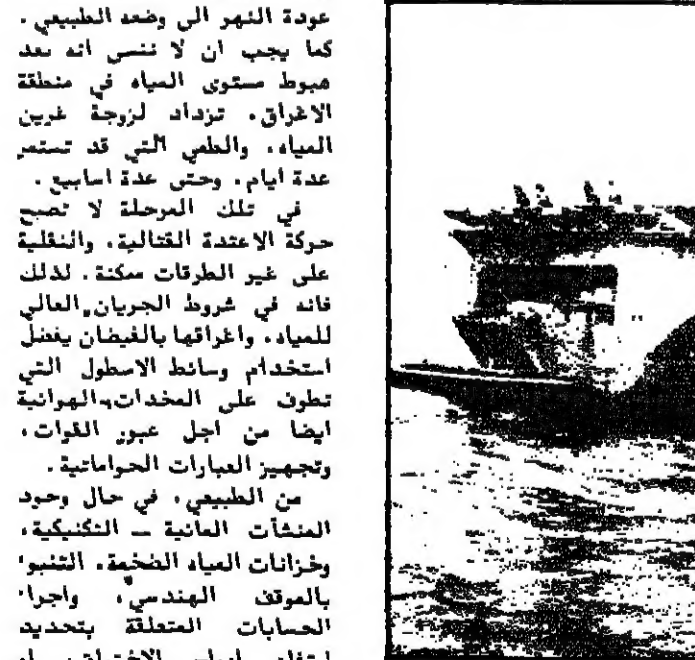 عودة النهر الى وضعه الطبيعي.
كما يجب ان لا ننسى انه بعد
هبوط مستوى المياه في منطقة
الاغراق، تزداد لزوجة غرين
المياه، والطمي التي قد تستمر
عدة ايام، وحتى عدة اسابيع.
في تلك المرحلة لا تصبح
حركة الاعتدة القتالية، والنقلية
على غير الطرقات ممكنة. لذلك
فانه في شروط الجريان العالي
للمياه، واغراقها بالفيضان يفضل
استخدام وسائط الاسطول التي
تطوف على المخدات الهوائية
ايضا من اجل عبور القوات،
وتجهيز العبارات الحواماتية.
من الطبيعي، في حال وجود
المنشآت المائية ــ التكنيكية،
وخزانات المياه الضخمة، التنبوء
بالموقف الهندسي، واجراء
الحسابات المتعلقة بتحديد